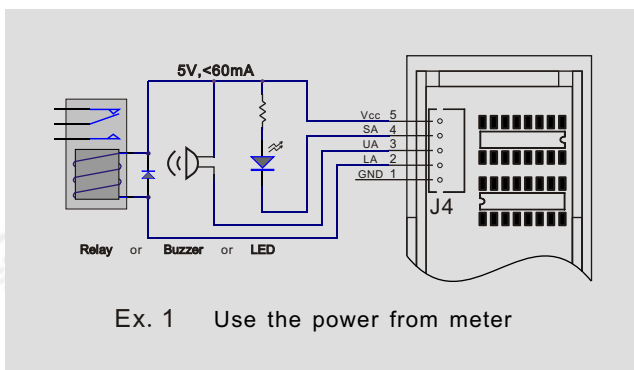 5V,<60mA
Vcc 5
SA 4
UA 3
LA 2
GND 1
J4
Relay or Buzzer or LED
Ex. 1 Use the power from meter